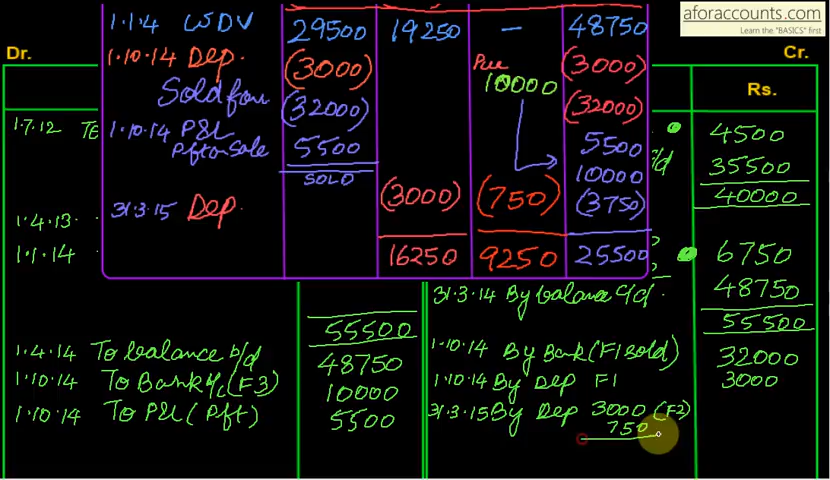 aforaccounts.com
Learn the "BASICS" first
Dr.
Cr.
Rs.
1.1.4 WDV 29500 19250 - 48750
1.10.14 Dep. (3000) (3000)
Pur 10000
Sold for (32000) (32000)
1.10.14 P&L Pft on Sale 5500 5500
SOLD 10000
31.3.15 Dep. (3000) (750) (3750)
16250 9250 25500
1.7.12 4500
c/d 35500
40000
1.4.13 6750
1.1.14 48750
31.3.14 By balance c/d.
55500 55500
1.4.14 To balance b/d 48750
1.10.14 By Bank (F1 sold) 32000
1.10.14 To Bank a/c (F3) 10000
1.10.14 By Dep F1 3000
1.10.14 To P&L (Pft) 5500
31.3.15 By Dep 3000 (F2)
750